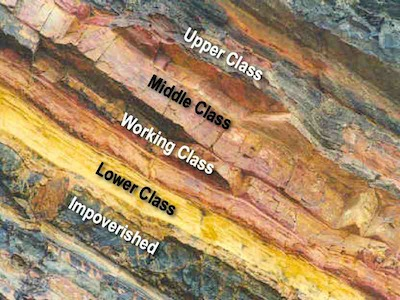 Upper Class
Middle Class
Working Class
Lower Class
Impoverished